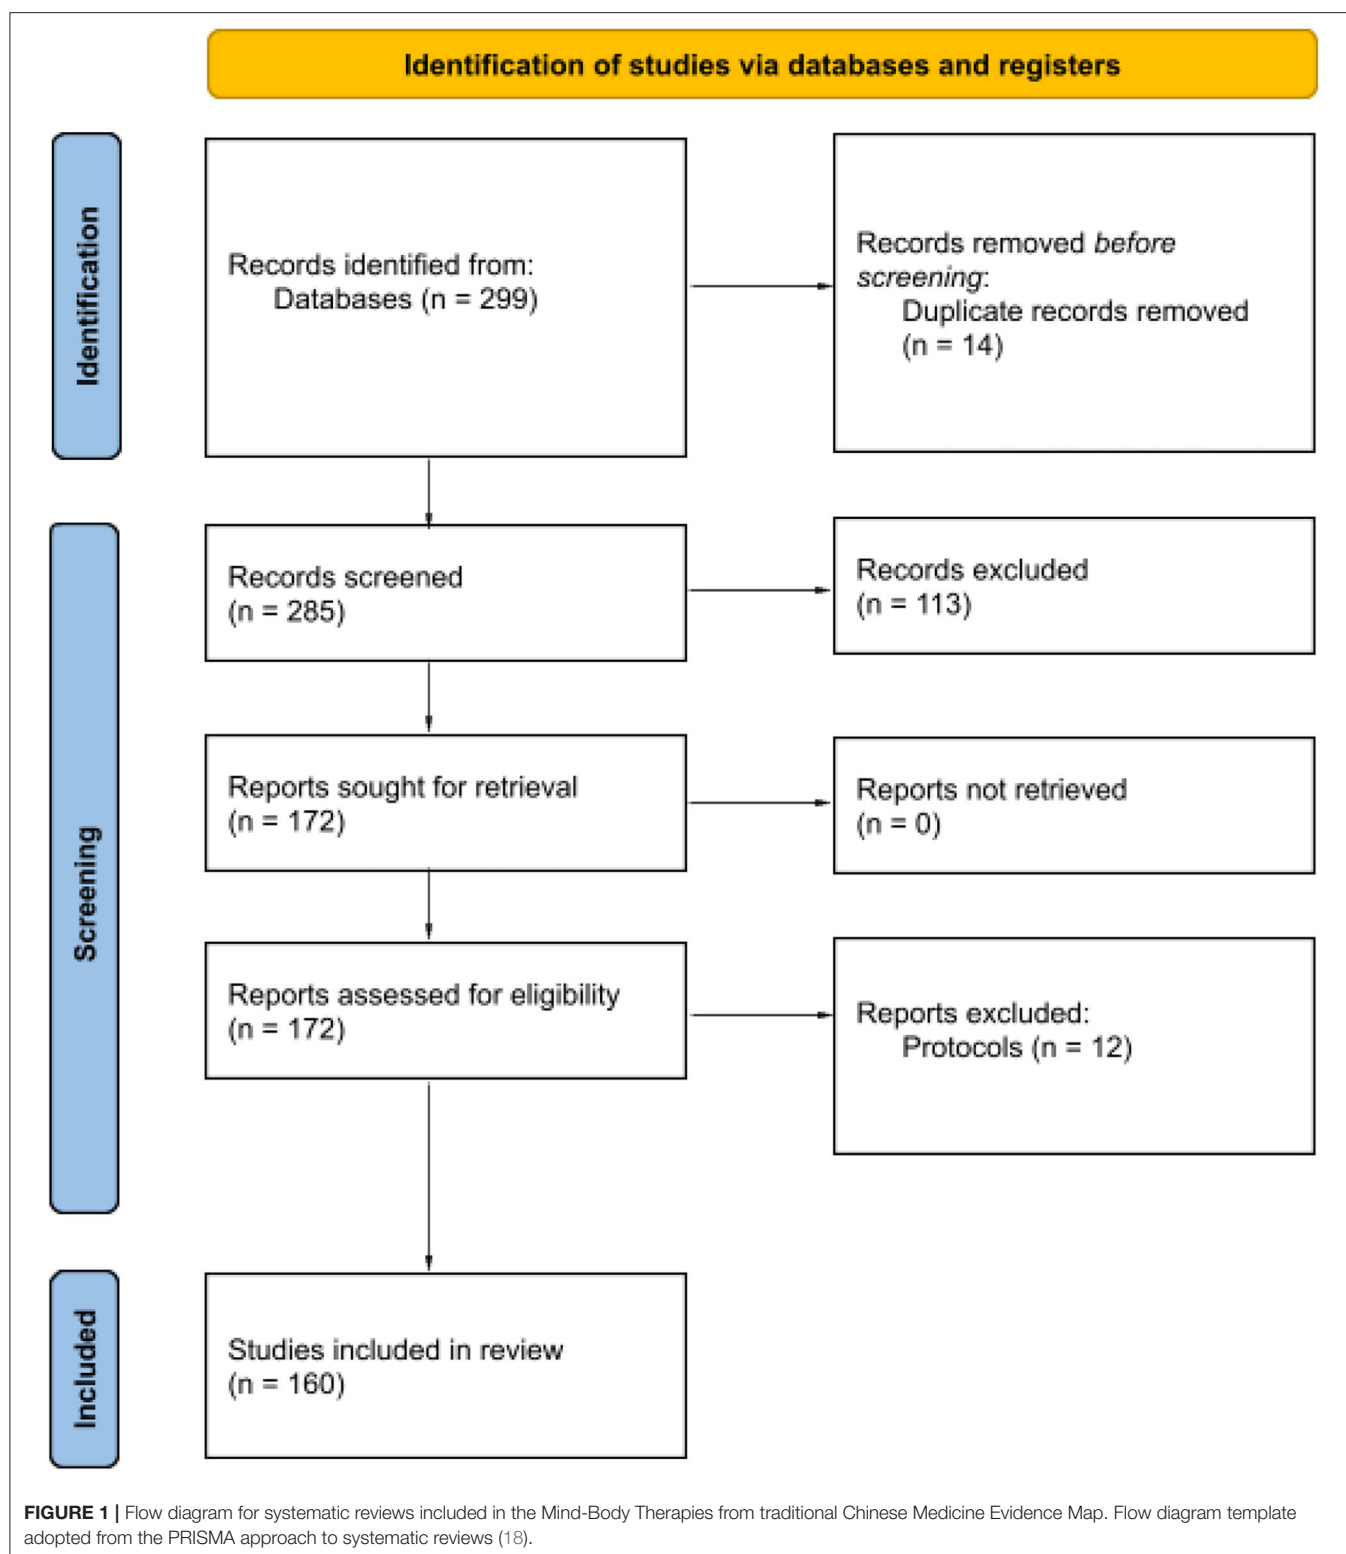 Identification of studies via databases and registers
Identification
Records identified from:
Databases (n = 299)
Records removed before
screening:
Duplicate records removed
(n = 14)
Screening
Records screened
(n = 285)
Records excluded
(n = 113)
Reports sought for retrieval
(n = 172)
Reports not retrieved
(n = 0)
Reports assessed for eligibility
(n = 172)
Reports excluded:
Protocols (n = 12)
Included
Studies included in review
(n = 160)
FIGURE 1 | Flow diagram for systematic reviews included in the Mind-Body Therapies from traditional Chinese Medicine Evidence Map. Flow diagram template
adopted from the PRISMA approach to systematic reviews (18).